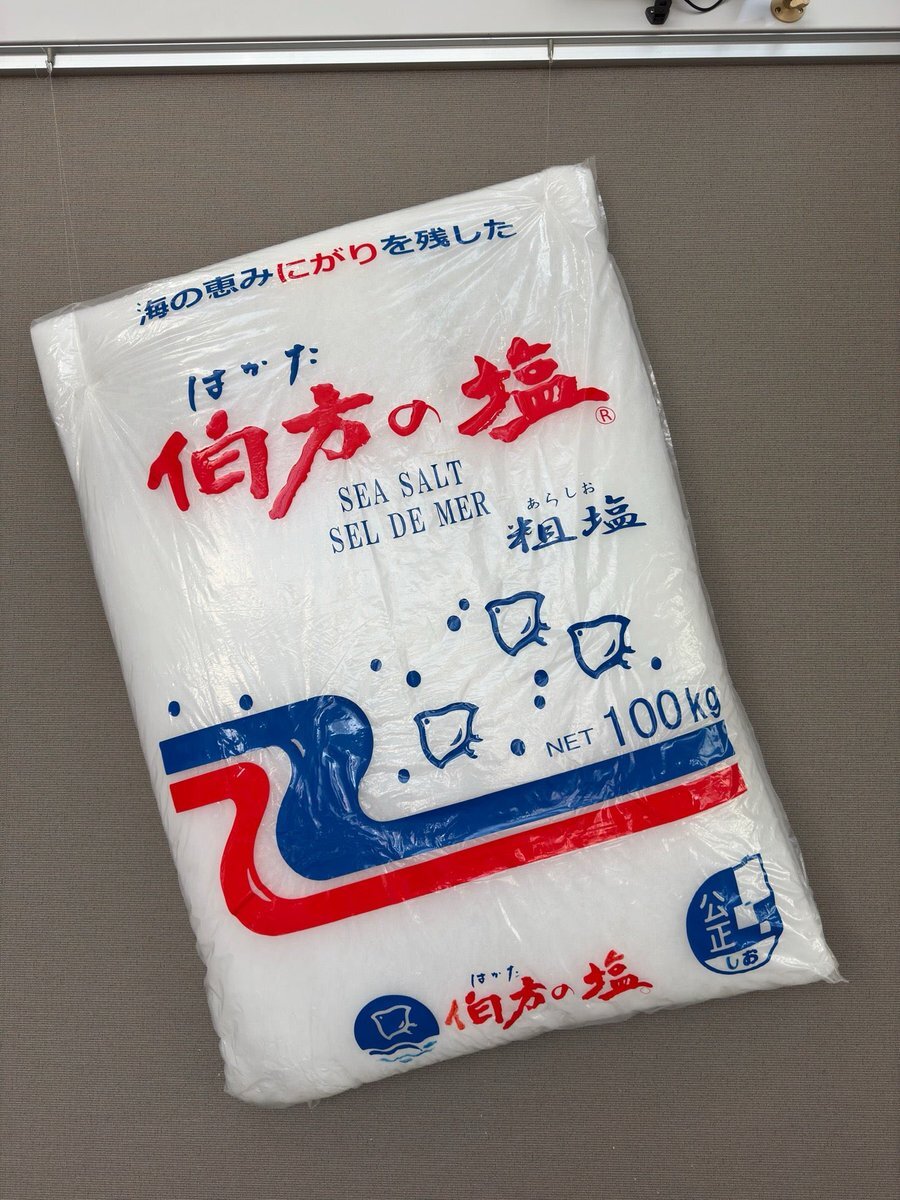 海の恵みにがりを残した
はかた
伯方の塩®
SEA SALT
SEL DE MER
あらしお
粗塩
NET 100kg
公正
しお
はかた
伯方の塩